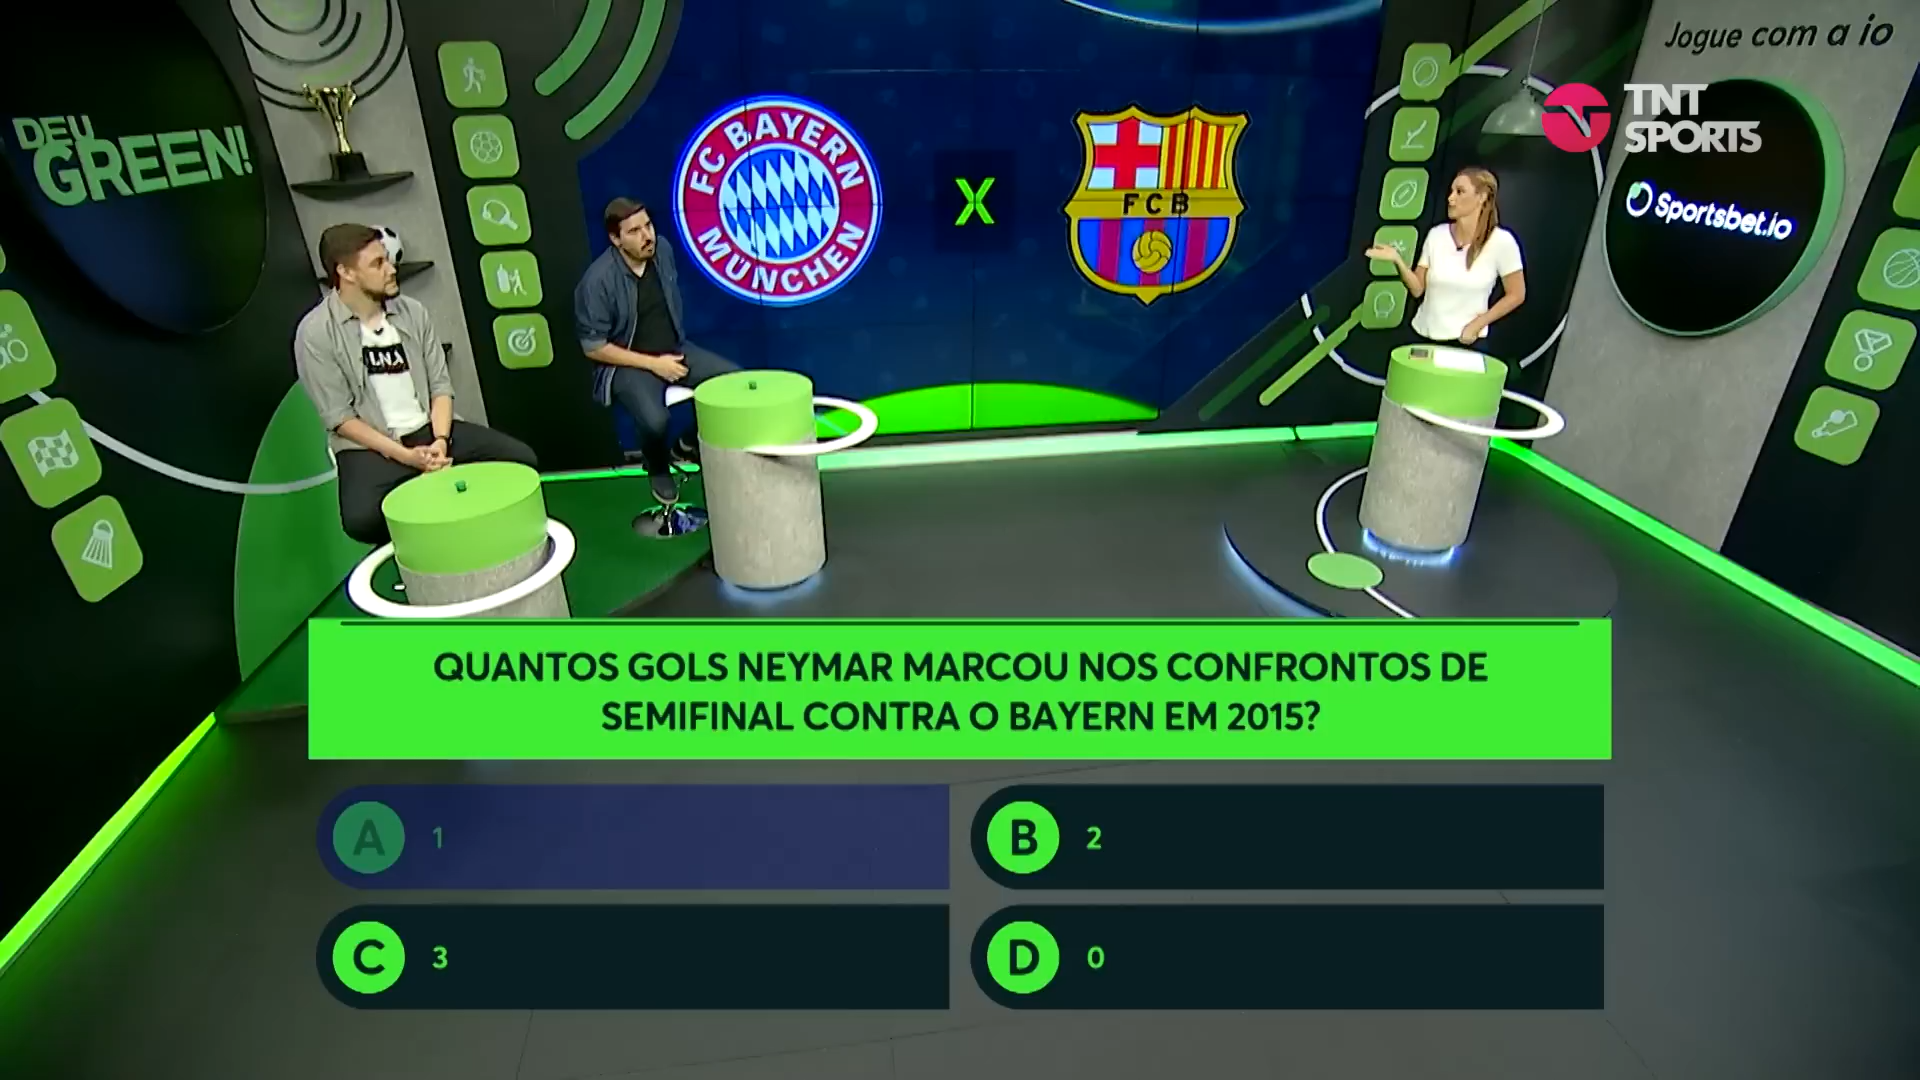 Jogue com a io
TNT
SPORTS
DEU
GREEN!
FC BAYERN
MÜNCHEN
X
FCB
Sportsbet.io
LNA
QUANTOS GOLS NEYMAR MARCOU NOS CONFRONTOS DE
SEMIFINAL CONTRA O BAYERN EM 2015?
A 1
B 2
C 3
D 0